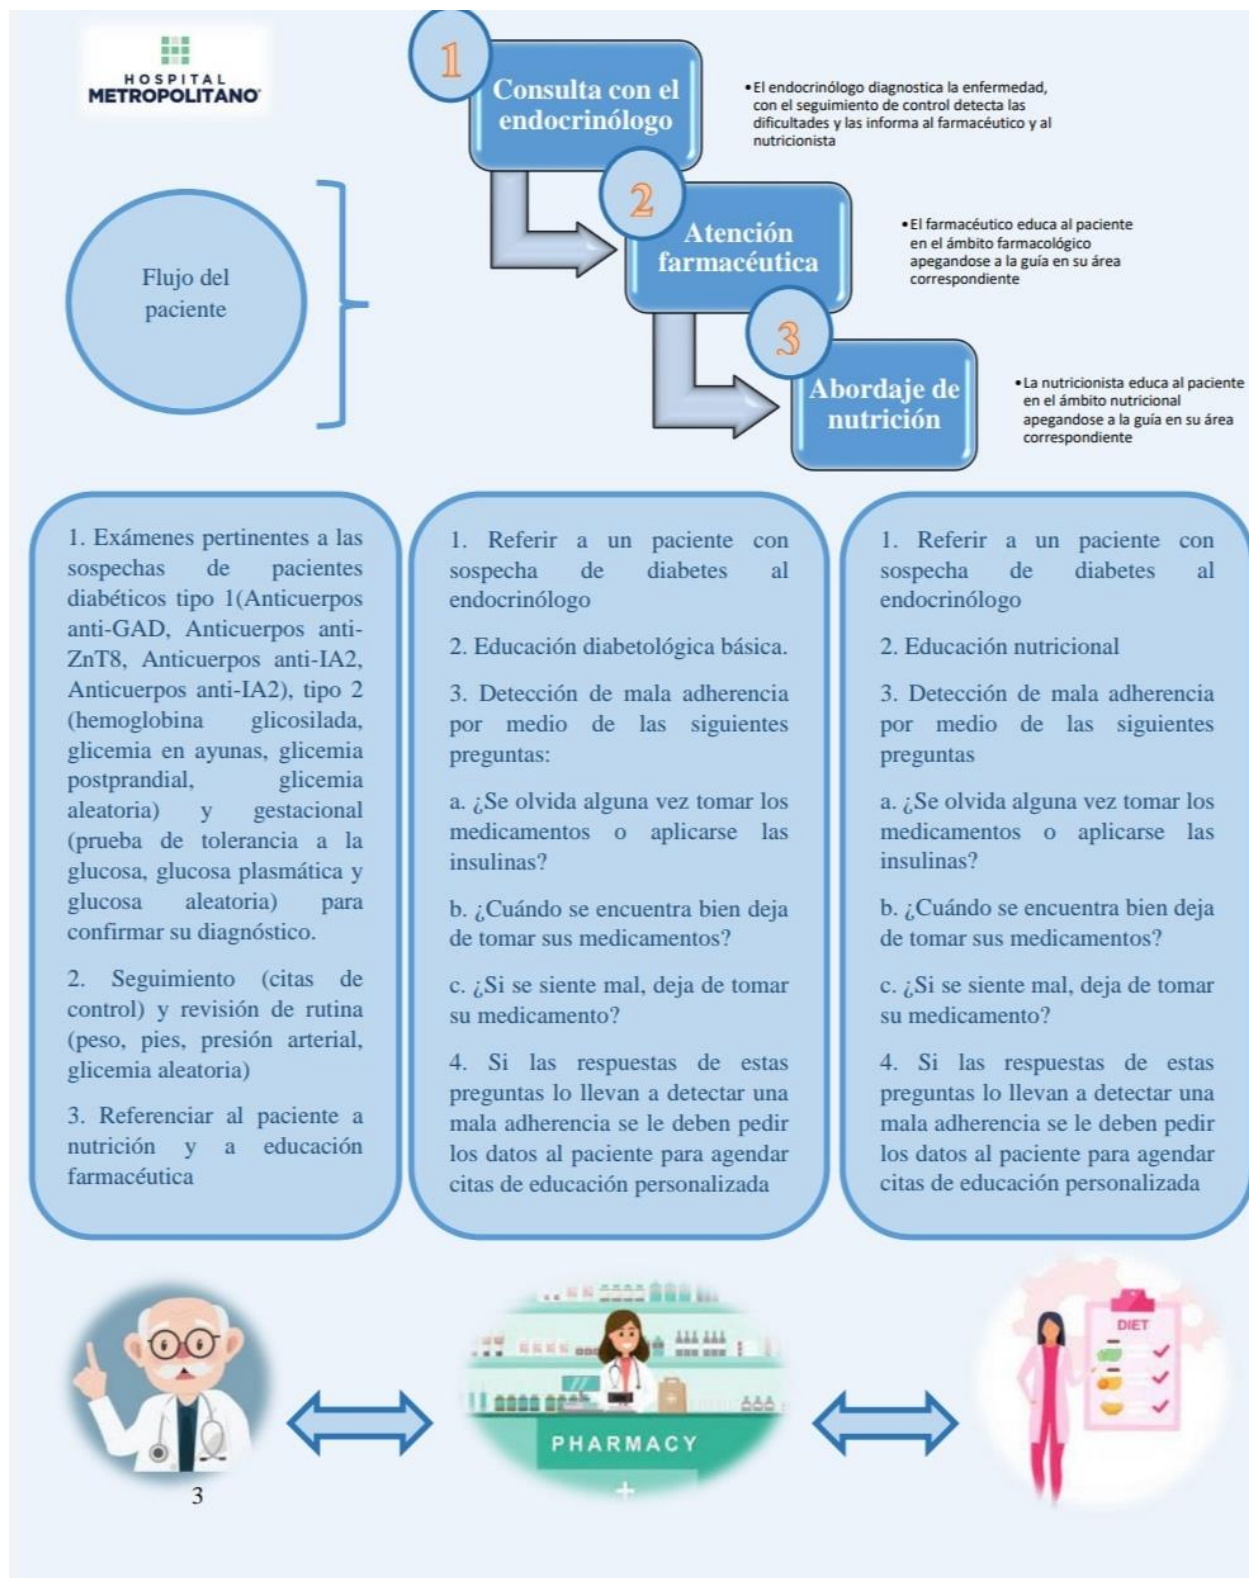 HOSPITAL
METROPOLITANO
1
Consulta con el
endocrinólogo
•El endocrinólogo diagnostica la enfermedad,
con el seguimiento de control detecta las
dificultades y las informa al farmacéutico y al
nutricionista
Flujo del
paciente
2
Atención
farmacéutica
•El farmacéutico educa al paciente
en el ámbito farmacológico
apegandose a la guía en su área
correspondiente
3
Abordaje de
nutrición
•La nutricionista educa al paciente
en el ámbito nutricional
apegandose a la guía en su área
correspondiente
1. Exámenes pertinentes a las
sospechas de pacientes
diabéticos tipo 1(Anticuerpos
anti-GAD, Anticuerpos anti-
ZnT8, Anticuerpos anti-IA2,
Anticuerpos anti-IA2), tipo 2
(hemoglobina glicosilada,
glicemia en ayunas, glicemia
postprandial, glicemia
aleatoria) y gestacional
(prueba de tolerancia a la
glucosa, glucosa plasmática y
glucosa aleatoria) para
confirmar su diagnóstico.
2. Seguimiento (citas de
control) y revisión de rutina
(peso, pies, presión arterial,
glicemia aleatoria)
3. Referenciar al paciente a
nutrición y a educación
farmacéutica
1. Referir a un paciente con
sospecha de diabetes al
endocrinólogo
2. Educación diabetológica básica.
3. Detección de mala adherencia
por medio de las siguientes
preguntas:
a. ¿Se olvida alguna vez tomar los
medicamentos o aplicarse las
insulinas?
b. ¿Cuándo se encuentra bien deja
de tomar sus medicamentos?
c. ¿Si se siente mal, deja de tomar
su medicamento?
4. Si las respuestas de estas
preguntas lo llevan a detectar una
mala adherencia se le deben pedir
los datos al paciente para agendar
citas de educación personalizada
1. Referir a un paciente con
sospecha de diabetes al
endocrinólogo
2. Educación nutricional
3. Detección de mala adherencia
por medio de las siguientes
preguntas
a. ¿Se olvida alguna vez tomar los
medicamentos o aplicarse las
insulinas?
b. ¿Cuándo se encuentra bien deja
de tomar sus medicamentos?
c. ¿Si se siente mal, deja de tomar
su medicamento?
4. Si las respuestas de estas
preguntas lo llevan a detectar una
mala adherencia se le deben pedir
los datos al paciente para agendar
citas de educación personalizada
PHARMACY
DIET
3